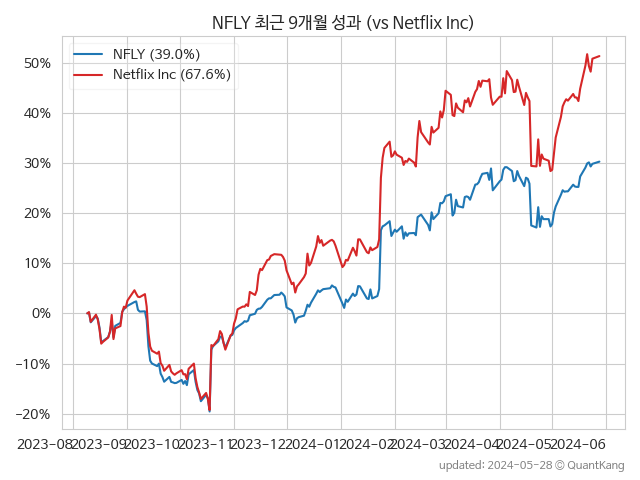 NFLY 최근 9개월 성과 (vs Netflix Inc)
NFLY (39.0%)
Netflix Inc (67.6%)
50%
40%
30%
20%
10%
0%
−10%
−20%
2023-08 2023-09 2023-10 2023-11 2023-12 2024-01 2024-02 2024-03 2024-04 2024-05 2024-06
updated: 2024-05-28 © QuantKang